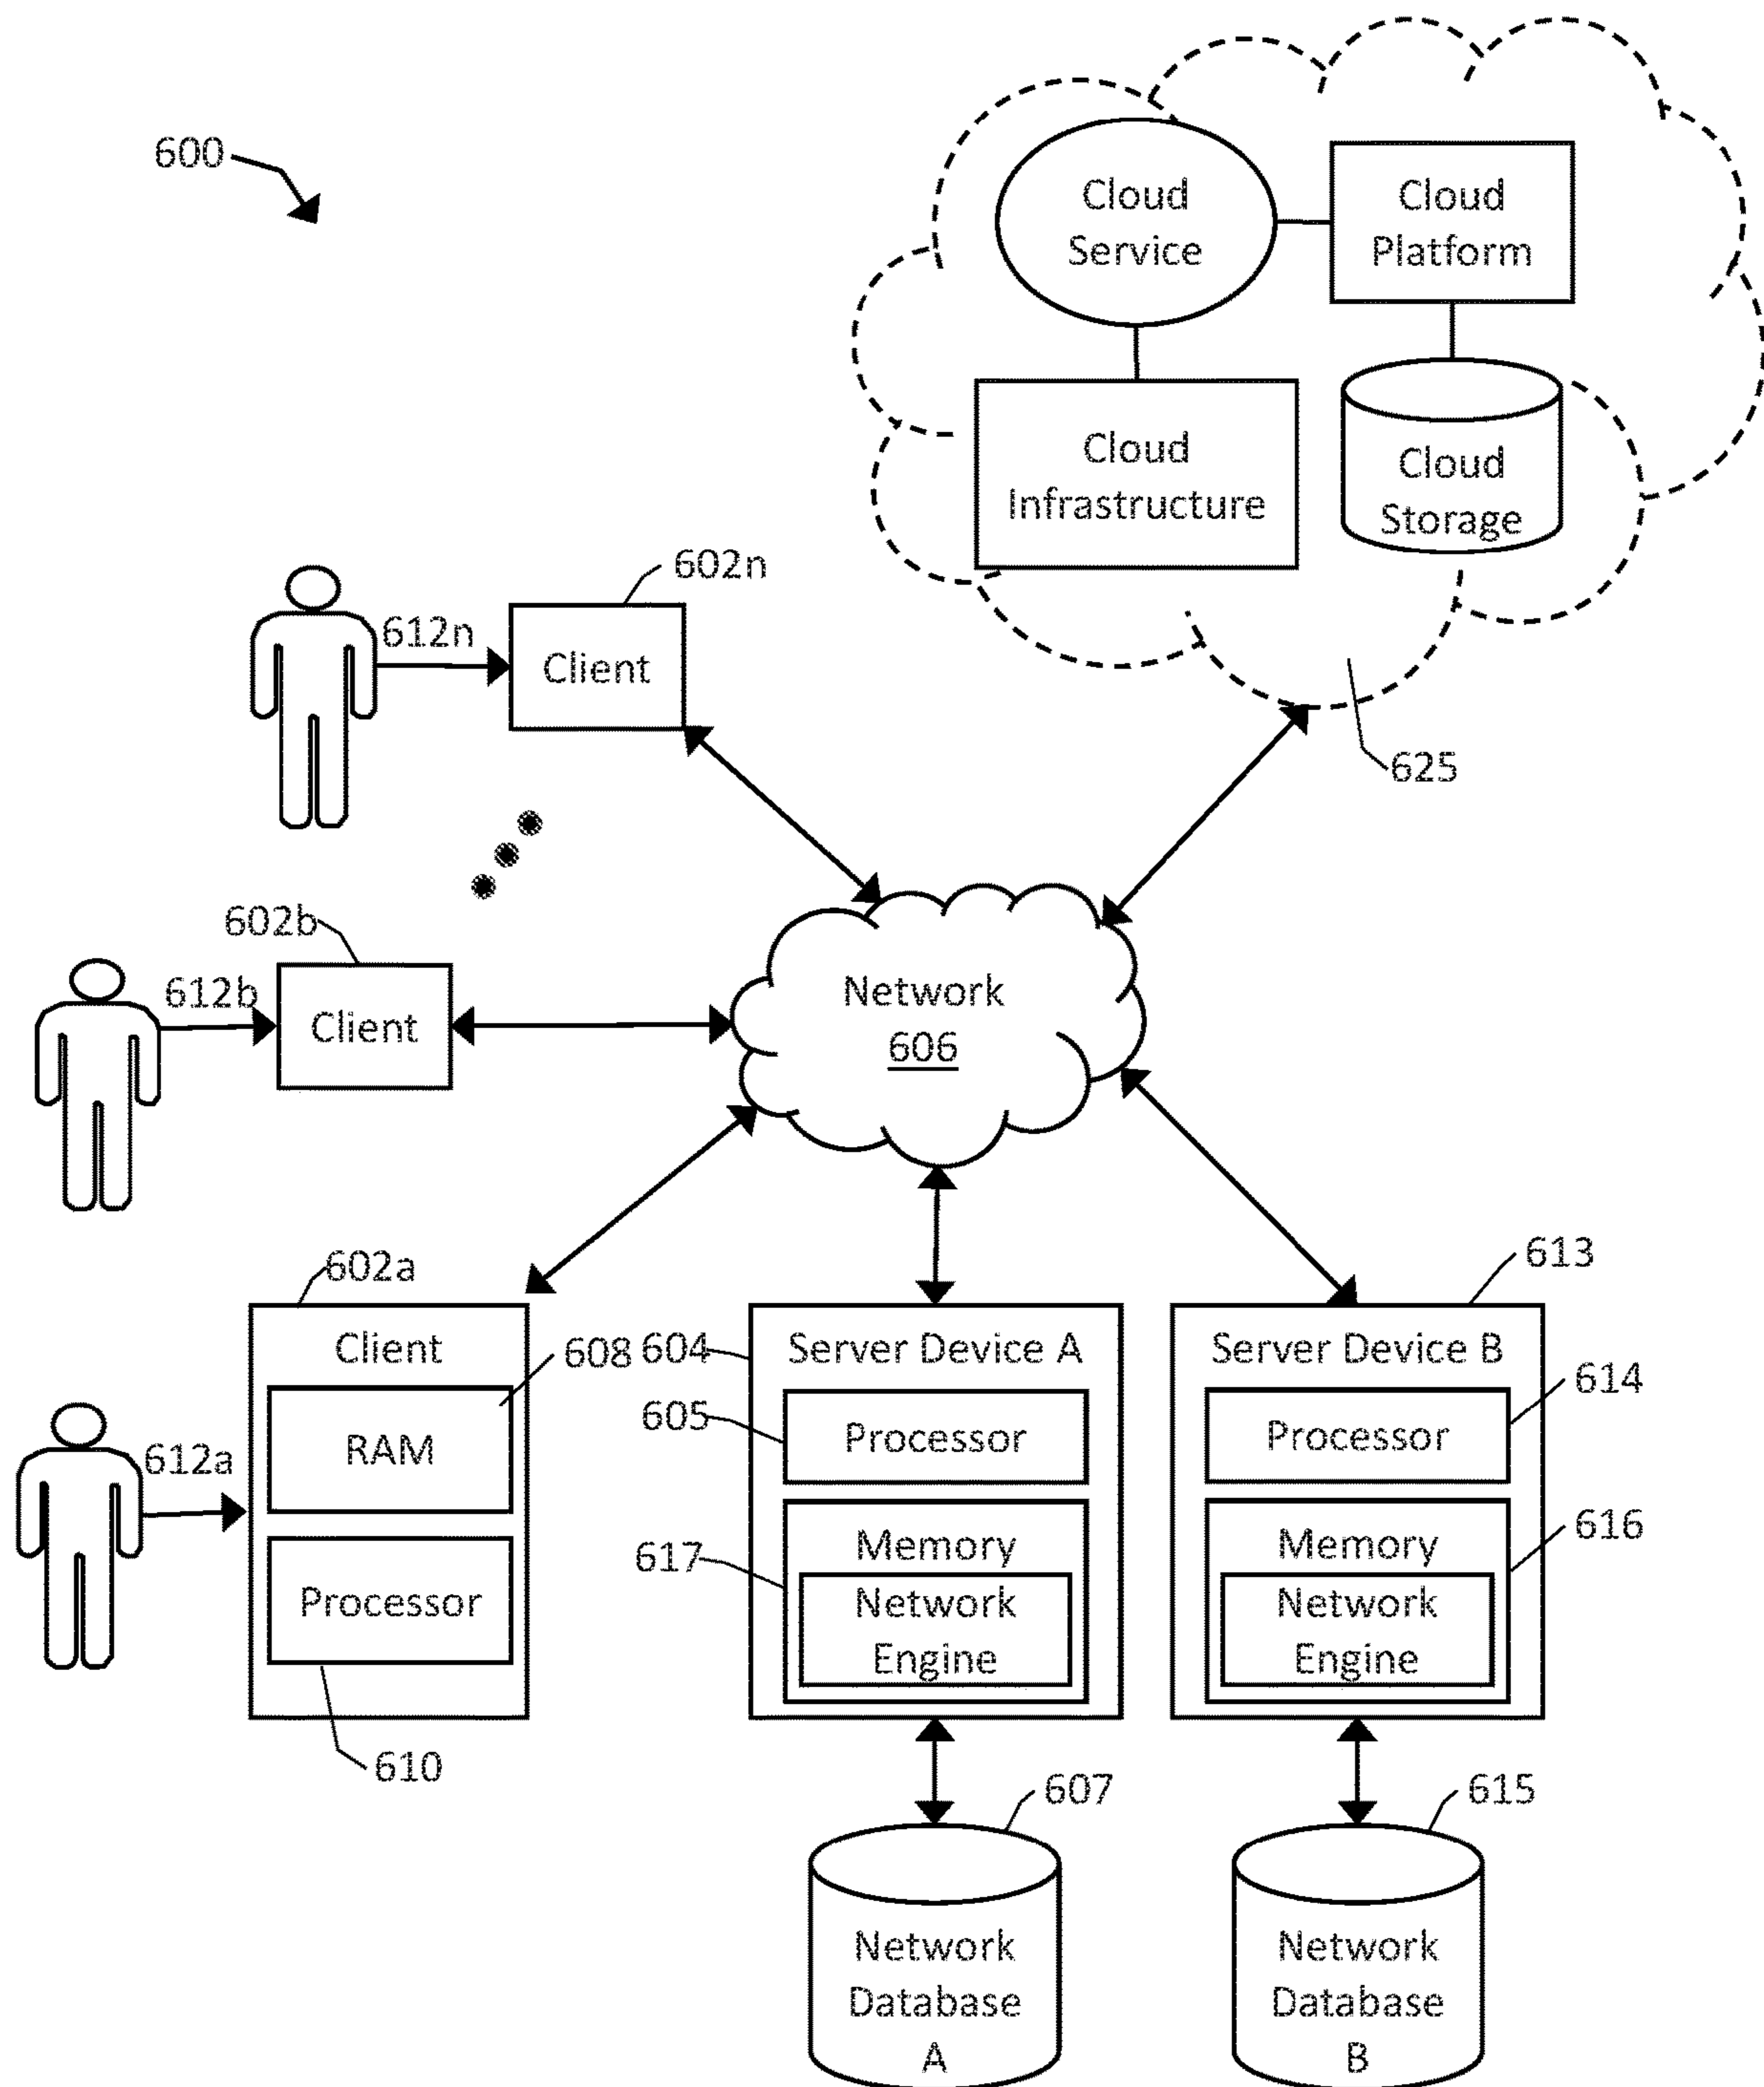 600
Cloud
Service
Cloud
Platform
Cloud
Infrastructure
Cloud
Storage
625
602n
612n
Client
602b
612b
Client
Network
606
602a
612a
Client
608
RAM
Processor
610
613
604
Server Device A
605
Processor
617
Memory
Network
Engine
Server Device B
614
Processor
616
Memory
Network
Engine
607
Network
Database
A
615
Network
Database
B